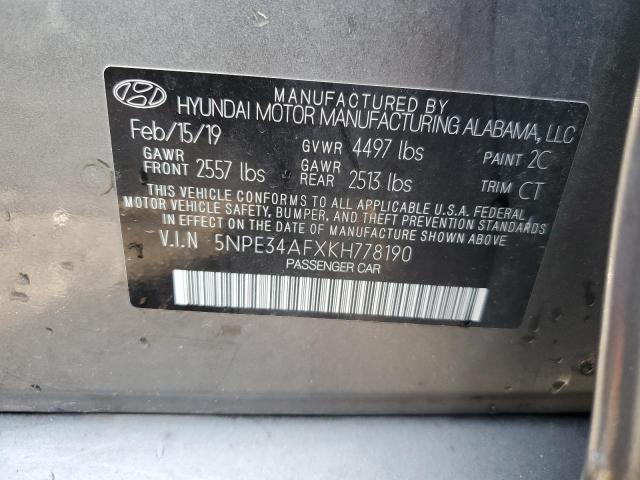 MANUFACTURED BY
HYUNDAI MOTOR MANUFACTURING ALABAMA, LLC
Feb/15/19 GVWR 4497 lbs PAINT 2C
GAWR FRONT 2557 lbs GAWR REAR 2513 lbs TRIM CT
THIS VEHICLE CONFORMS TO ALL APPLICABLE U.S.A. FEDERAL
MOTOR VEHICLE SAFETY, BUMPER, AND THEFT PREVENTION STANDARDS
IN EFFECT ON THE DATE OF MANUFACTURE SHOWN ABOVE.
V.I.N 5NPE34AFXKH778190
PASSENGER CAR